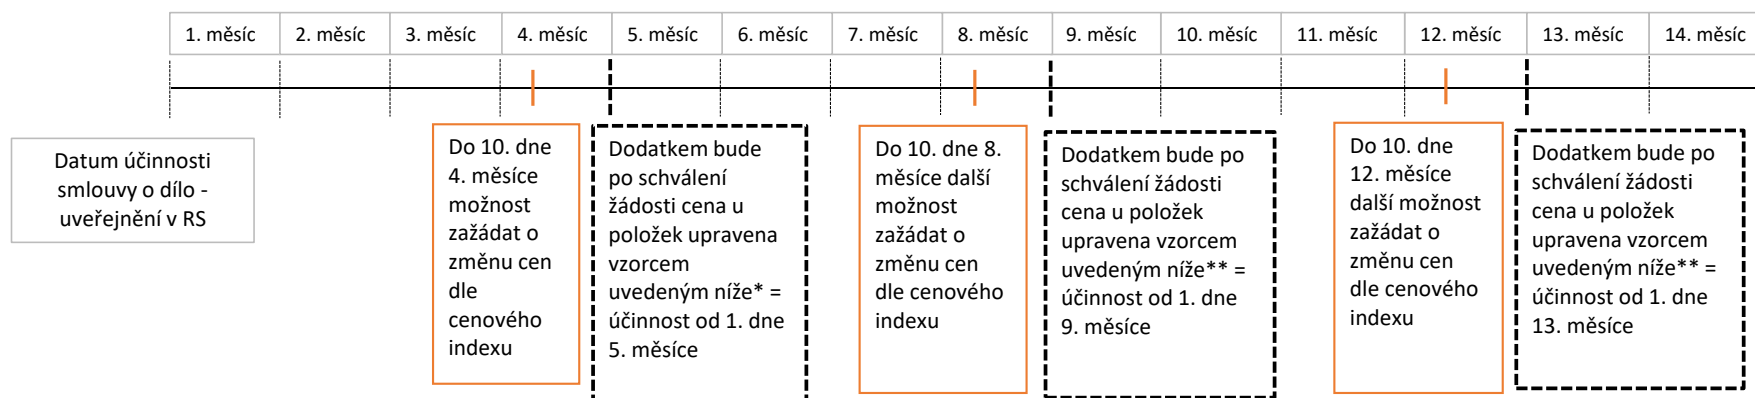 1. měsíc
2. měsíc
3. měsíc
4. měsíc
5. měsíc
6. měsíc
7. měsíc
8. měsíc
9. měsíc
10. měsíc
11. měsíc
12. měsíc
13. měsíc
14. měsíc
Datum účinnosti
smlouvy o dílo -
uveřejnění v RS
Do 10. dne
4. měsíce
možnost
zažádat o
změnu cen
dle
cenového
indexu
Dodatkem bude
po schválení
žádosti cena u
položek upravena
vzorcem
uvedeným níže* =
účinnost od 1. dne
5. měsíce
Do 10. dne 8.
měsíce další
možnost
zažádat o
změnu cen
dle cenového
indexu
Dodatkem bude po
schválení žádosti
cena u položek
upravena vzorcem
uvedeným níže** =
účinnost od 1. dne
9. měsíce
Do 10. dne
12. měsíce
další možnost
zažádat o
změnu cen
dle cenového
indexu
Dodatkem bude po
schválení žádosti
cena u položek
upravena vzorcem
uvedeným níže** =
účinnost od 1. dne
13. měsíce